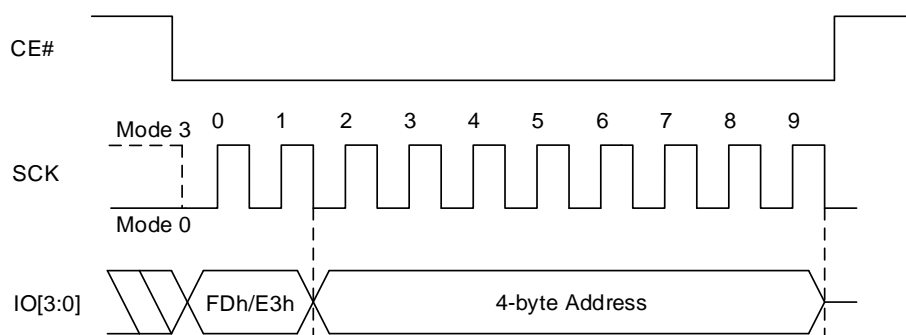 CE#
Mode 3
0 1 2 3 4 5 6 7 8 9
SCK
Mode 0
IO[3:0]
FDh/E3h
4-byte Address